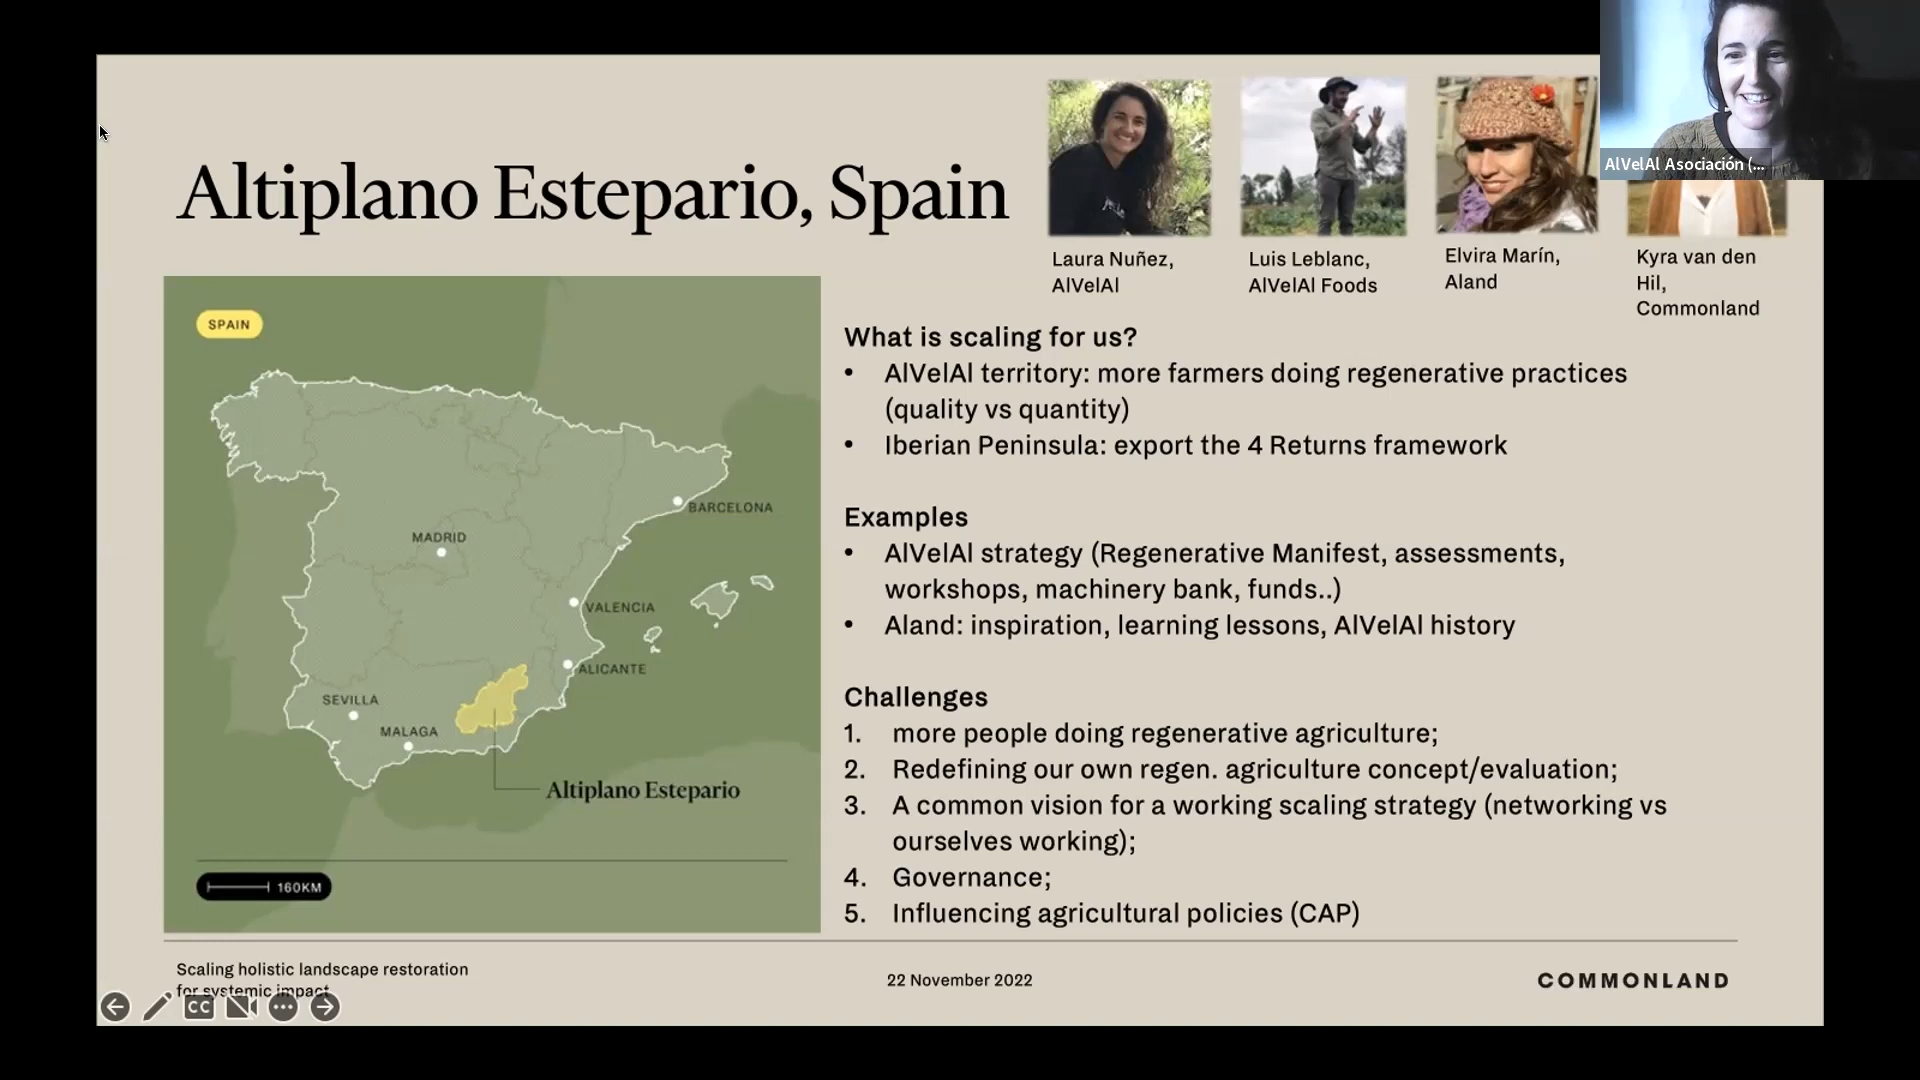 AlVelAl Asociación (...
Altiplano Estepario, Spain
Laura Nuñez,
AlVelAl
Luis Leblanc,
AlVelAl Foods
Elvira Marín,
Aland
Kyra van den
Hil,
Commonland
SPAIN
BARCELONA
MADRID
VALENCIA
ALICANTE
SEVILLA
MALAGA
Altiplano Estepario
160KM
What is scaling for us?
• AlVelAl territory: more farmers doing regenerative practices
(quality vs quantity)
• Iberian Peninsula: export the 4 Returns framework
Examples
• AlVelAl strategy (Regenerative Manifest, assessments,
workshops, machinery bank, funds..)
• Aland: inspiration, learning lessons, AlVelAl history
Challenges
1. more people doing regenerative agriculture;
2. Redefining our own regen. agriculture concept/evaluation;
3. A common vision for a working scaling strategy (networking vs
ourselves working);
4. Governance;
5. Influencing agricultural policies (CAP)
Scaling holistic landscape restoration
for systemic impact
22 November 2022
COMMONLAND
CC